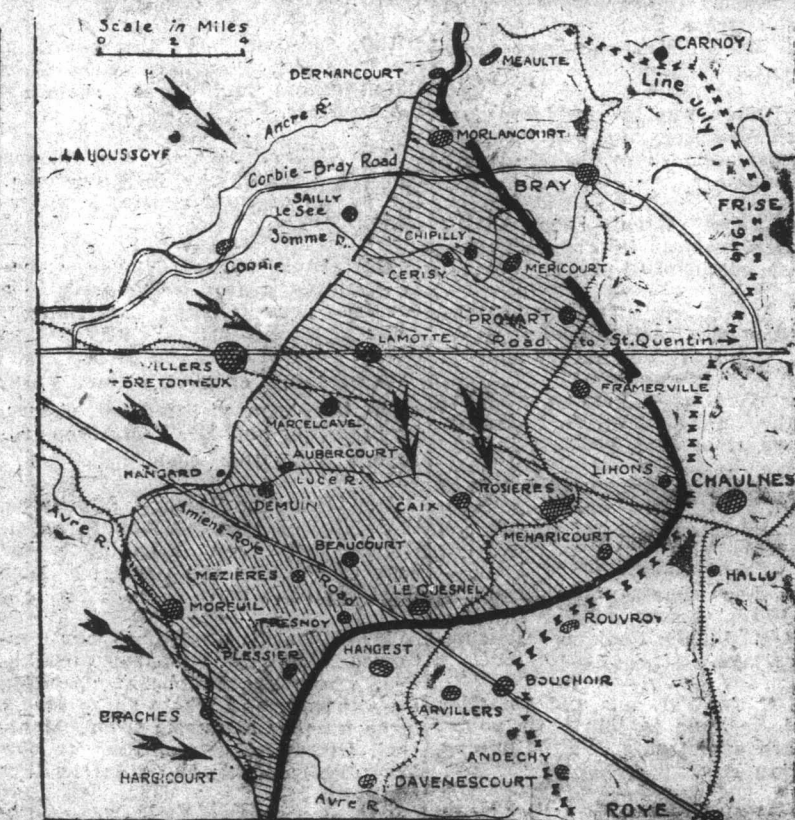 Scale in Miles
0 2 4
CARNOY
MEAULTE
DERNANCOURT
Line July 1 1916
Ancre R.
MORLANCOURT
LAHOUSSOYE
Corbie-Bray Road
BRAY
FRISE
SAILLY
Le Sec
Somme R.
CHIPILLY
CORBIE
CERISY
MERICOURT
PROYART
Road to St. Quentin
LAMOTTE
VILLERS
BRETONNEUX
FRAMERVILLE
MARCELCAVE
AUBERCOURT
HANGARD
Luce R.
LIHONS
CHAULNES
ROSIERES
DEMUIN
CAIX
Avre R.
Amiens-Roye Road
BEAUCOURT
MEHARICOURT
MEZIERES
HALLU
LE QUESNEL
MOREUIL
FRESNOY
ROUVROY
HANGEST
PLESSIER
BOUCHOIR
ARVILLERS
BRACHES
ANDECHY
HARGICOURT
DAVENESCOURT
Avre R.
ROYE